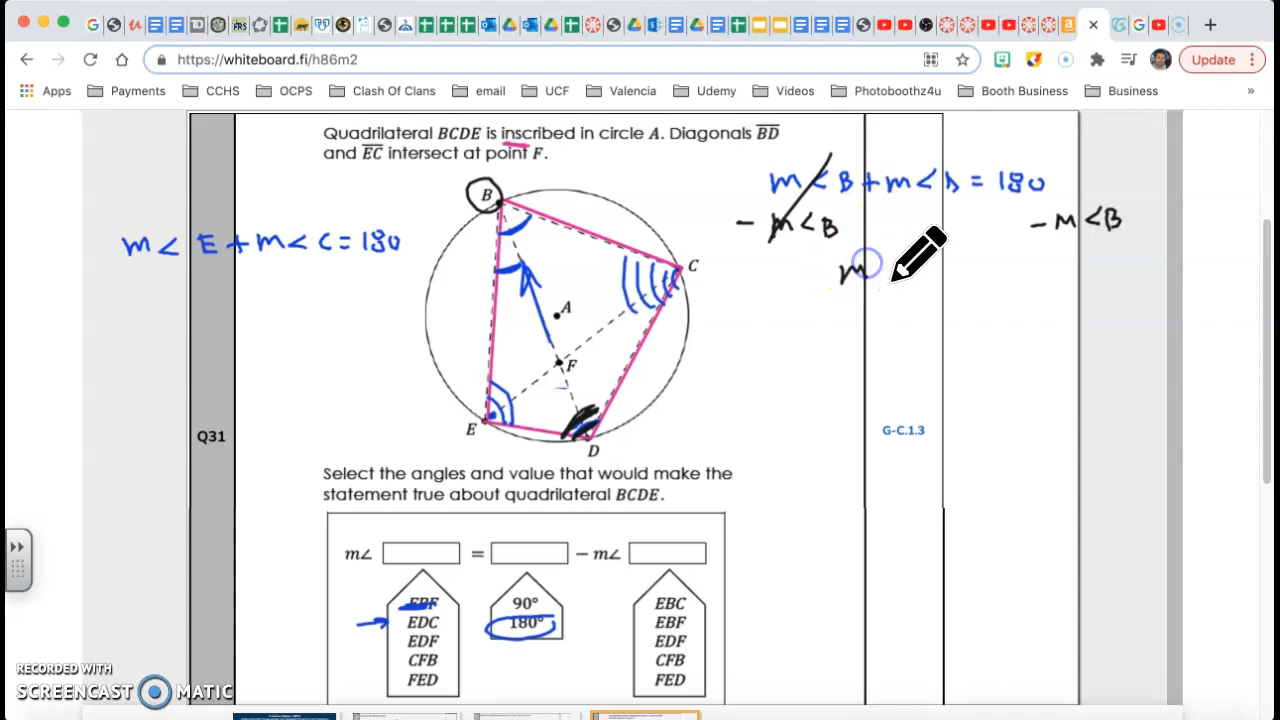 https://whiteboard.fi/h86m2
Update
Apps Payments CCHS OCPS Clash Of Clans email UCF Valencia Udemy Videos Photoboothz4u Booth Business Business »
Quadrilateral BCDE is inscribed in circle A. Diagonals BD
and EC intersect at point F.
m<B+m<D=180
- m<B - M<B
m
m<E+m<C=180
B
C
A
F
E
D
Q31
G-C.1.3
Select the angles and value that would make the
statement true about quadrilateral BCDE.
m∠ = − m∠
EBF 90° EBC
EDC 180° EBF
EDF EDF
CFB CFB
FED FED
RECORDED WITH
SCREENCAST MATIC